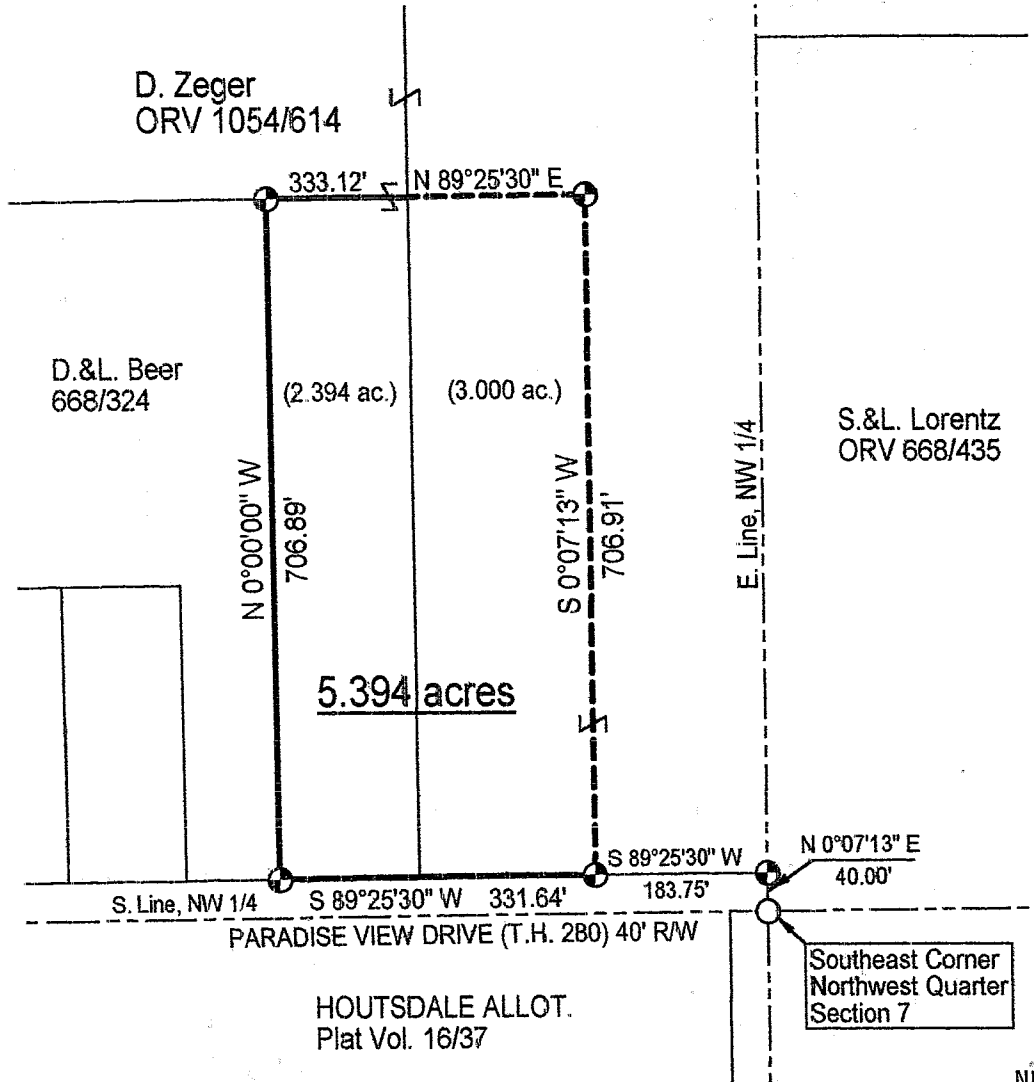 D. Zeger
ORV 1054/614
333.12' N 89°25'30" E
D.&L. Beer
668/324
(2.394 ac.)
(3.000 ac.)
S.&L. Lorentz
ORV 668/435
E. Line, NW 1/4
N 0°00'00" W
706.89'
S 0°07'13" W
706.91'
5.394 acres
S 89°25'30" W
183.75'
N 0°07'13" E
40.00'
S. Line, NW 1/4
S 89°25'30" W 331.64'
PARADISE VIEW DRIVE (T.H. 280) 40' R/W
Southeast Corner
Northwest Quarter
Section 7
HOUTSDALE ALLOT.
Plat Vol. 16/37